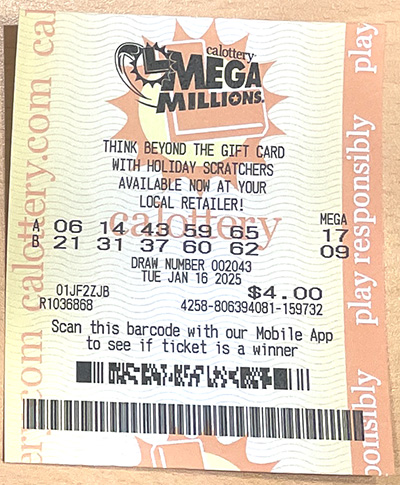 calottery
MEGA
MILLIONS
THINK BEYOND THE GIFT CARD
WITH HOLIDAY SCRATCHERS
AVAILABLE NOW AT YOUR
LOCAL RETAILER!
MEGA
A 06 14 43 59 65 17
B 21 31 37 60 62 09
DRAW NUMBER 002043
TUE JAN 16 2025
01JF2ZJB $4.00
R1036868 4258-806394081-159732
Scan this barcode with our Mobile App
to see if ticket is a winner
calottery
calottery.com cal
play responsibly play